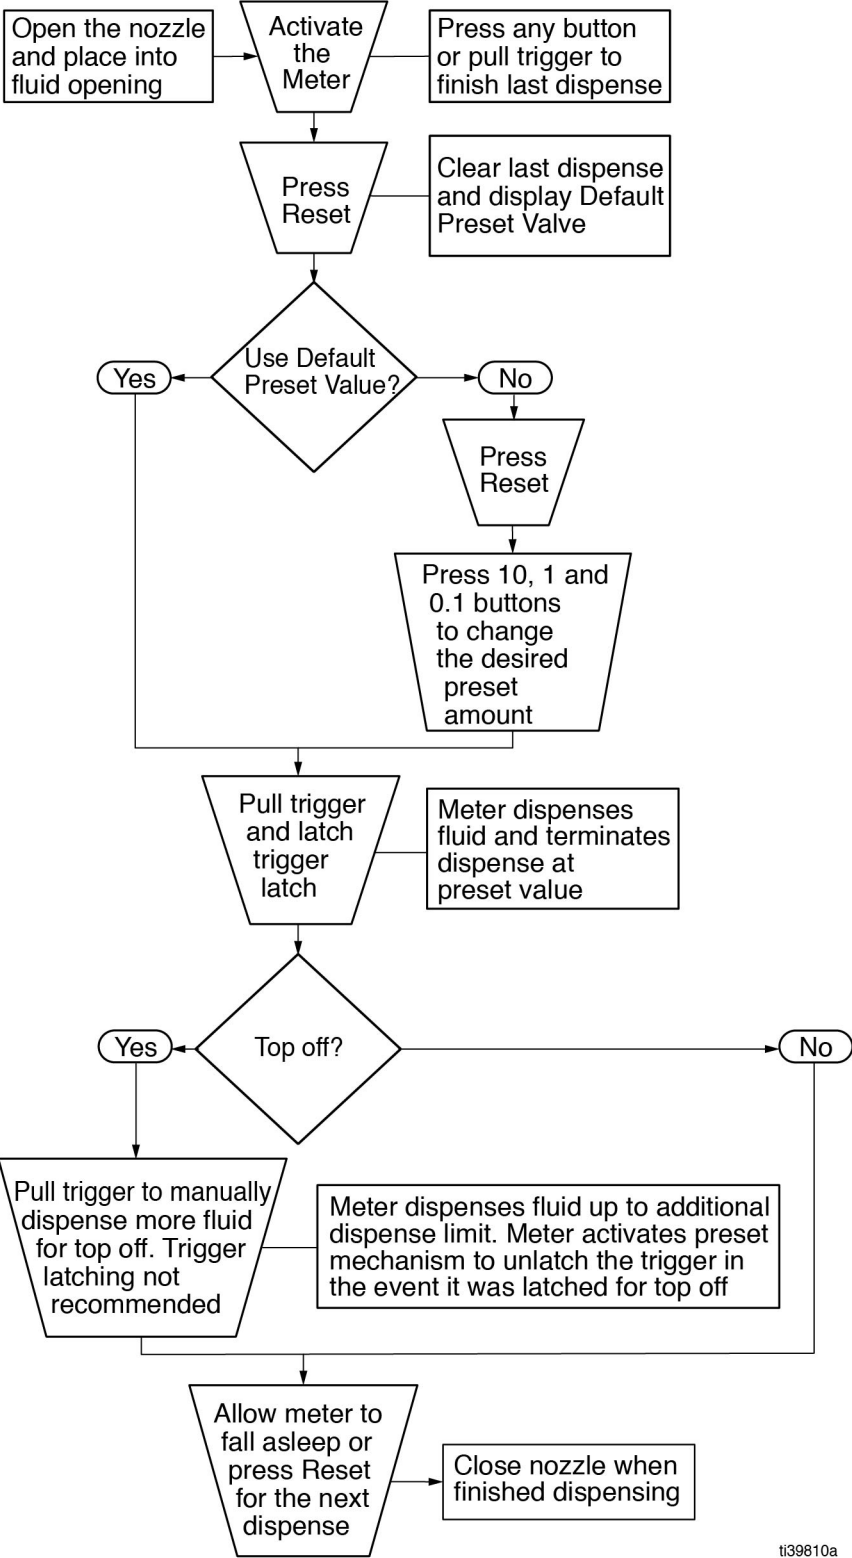 Open the nozzle
and place into
fluid opening
Activate
the
Meter
Press any button
or pull trigger to
finish last dispense
Press
Reset
Clear last dispense
and display Default
Preset Valve
Use Default
Preset Value?
Yes
No
Press
Reset
Press 10, 1 and
0.1 buttons
to change
the desired
preset
amount
Pull trigger
and latch
trigger
latch
Meter dispenses
fluid and terminates
dispense at
preset value
Top off?
Yes
No
Pull trigger to manually
dispense more fluid
for top off. Trigger
latching not
recommended
Meter dispenses fluid up to additional
dispense limit. Meter activates preset
mechanism to unlatch the trigger in
the event it was latched for top off
Allow meter to
fall asleep or
press Reset
for the next
dispense
Close nozzle when
finished dispensing
ti39810a